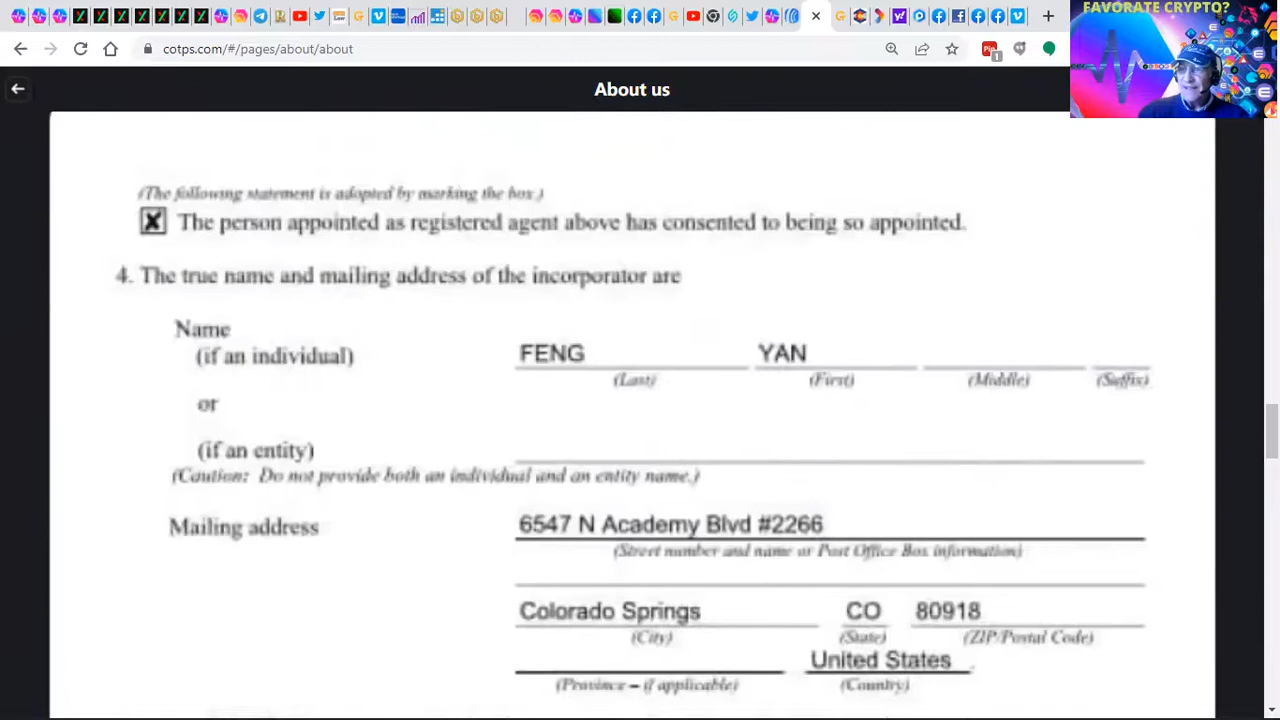 FAVORATE CRYPTO?
cotps.com/#/pages/about/about
About us
(The following statement is adopted by marking the box.)
X The person appointed as registered agent above has consented to being so appointed.
4. The true name and mailing address of the incorporator are
Name
(if an individual) FENG YAN
(Last) (First) (Middle) (Suffix)
or
(if an entity)
(Caution: Do not provide both an individual and an entity name.)
Mailing address 6547 N Academy Blvd #2266
(Street number and name or Post Office Box information)
Colorado Springs CO 80918
(City) (State) (ZIP/Postal Code)
United States
(Province – if applicable) (Country)